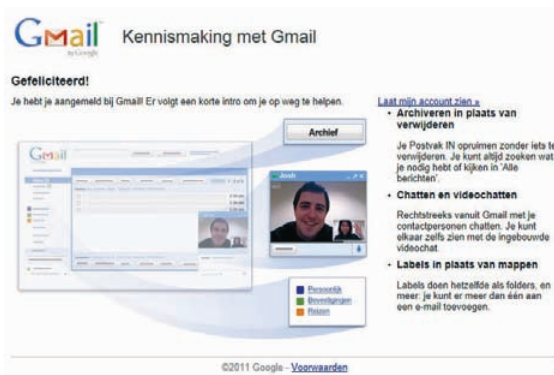 Gmail
by Google
Kennismaking met Gmail
Gefeliciteerd!
Je hebt je aangemeld bij Gmail! Er volgt een korte intro om je op weg te helpen.
Laat mijn account zien »
Archief
Gmail
Josh
Persoonlijk
Bevestigingen
Reizen
• Archiveren in plaats van
verwijderen
Je Postvak IN opruimen zonder iets te
verwijderen. Je kunt altijd zoeken wat
je nodig hebt of kijken in 'Alle
berichten'.
• Chatten en videochatten
Rechtstreeks vanuit Gmail met je
contactpersonen chatten. Je kunt
elkaar zelfs zien met de ingebouwde
videochat.
• Labels in plaats van mappen
Labels doen hetzelfde als folders, en
meer: je kunt er meer dan één aan
een e-mail toevoegen.
©2011 Google - Voorwaarden